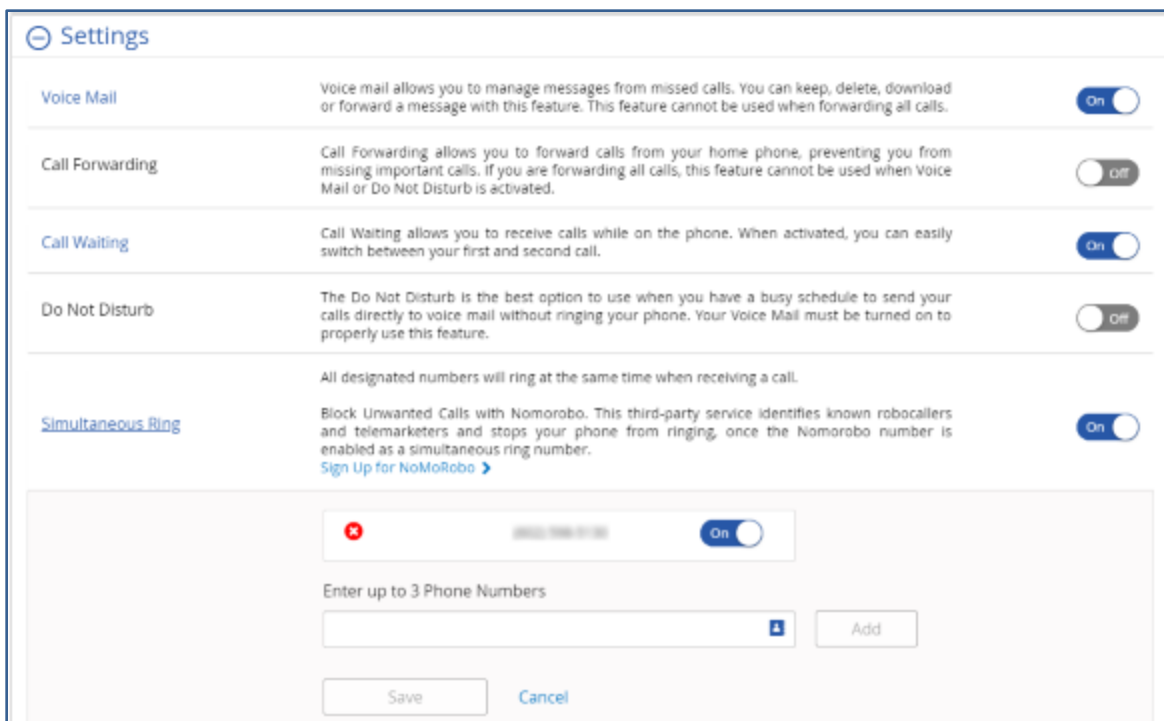 Settings
Voice Mail
Voice mail allows you to manage messages from missed calls. You can keep, delete, download
or forward a message with this feature. This feature cannot be used when forwarding all calls.
On
Call Forwarding
Call Forwarding allows you to forward calls from your home phone, preventing you from
missing important calls. If you are forwarding all calls, this feature cannot be used when Voice
Mail or Do Not Disturb is activated.
Off
Call Waiting
Call Waiting allows you to receive calls while on the phone. When activated, you can easily
switch between your first and second call.
On
Do Not Disturb
The Do Not Disturb is the best option to use when you have a busy schedule to send your
calls directly to voice mail without ringing your phone. Your Voice Mail must be turned on to
properly use this feature.
Off
Simultaneous Ring
All designated numbers will ring at the same time when receiving a call.
Block Unwanted Calls with Nomorobo. This third-party service identifies known robocallers
and telemarketers and stops your phone from ringing, once the Nomorobo number is
enabled as a simultaneous ring number.
Sign Up for NoMoRobo
On
On
Enter up to 3 Phone Numbers
Add
Save
Cancel